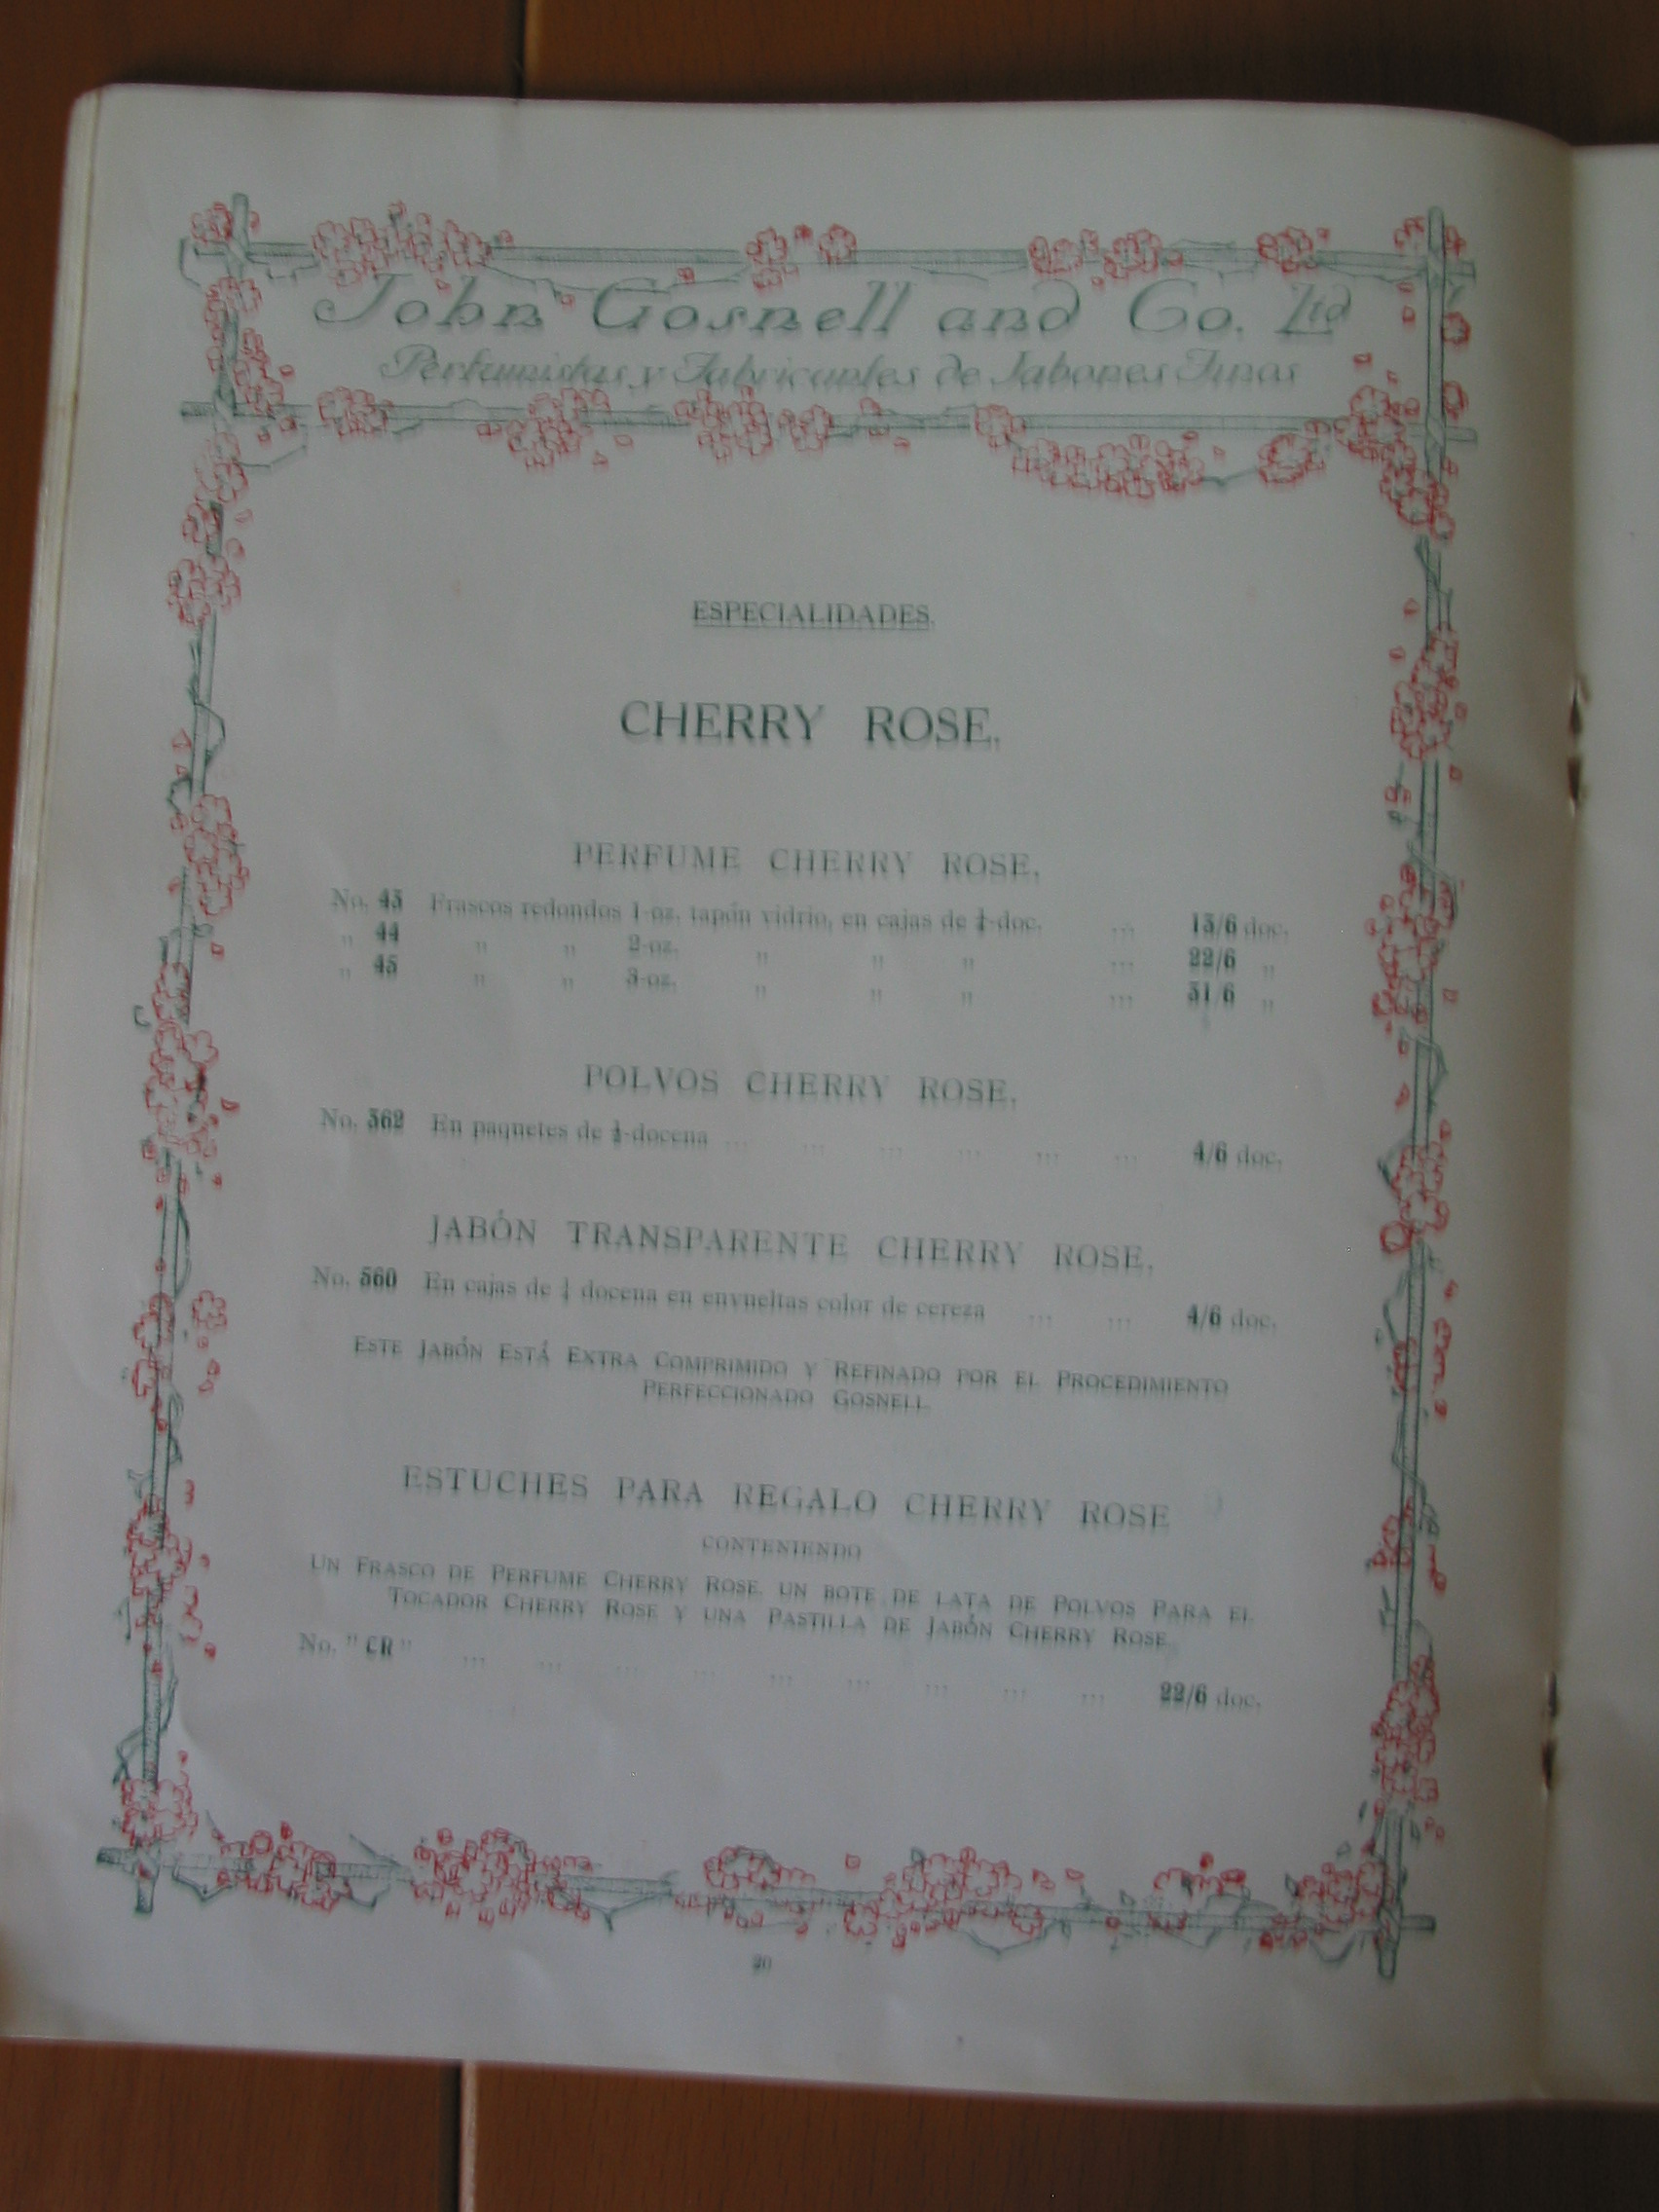 John Gosnell and Co. Ltd
Perfumistas y Fabricantes de Jabones Finos
ESPECIALIDADES.
CHERRY ROSE.
PERFUME CHERRY ROSE.
No. 43 Frascos redondos 1-oz. tapón vidrio, en cajas de -doc. ... 13/6 doc.
„ 44 „ „ 2-oz. „ „ „ ... 22/6 „
„ 45 „ „ 3-oz. „ „ „ ... 31/6 „
POLVOS CHERRY ROSE.
No. 362 En paquetes de -docena ... ... ... ... ... ... 4/6 doc.
JABÓN TRANSPARENTE CHERRY ROSE.
No. 560 En cajas de docena en envueltas color de cereza ... ... 4/6 doc.
ESTE JABÓN ESTÁ EXTRA COMPRIMIDO Y REFINADO POR EL PROCEDIMIENTO
PERFECCIONADO GOSNELL
ESTUCHES PARA REGALO CHERRY ROSE
CONTENIENDO
UN FRASCO DE PERFUME CHERRY ROSE, UN BOTE DE LATA DE POLVOS PARA EL
TOCADOR CHERRY ROSE Y UNA PASTILLA DE JABÓN CHERRY ROSE
No. "CR" ... ... ... ... ... ... ... ... ... 22/6 doc.
20